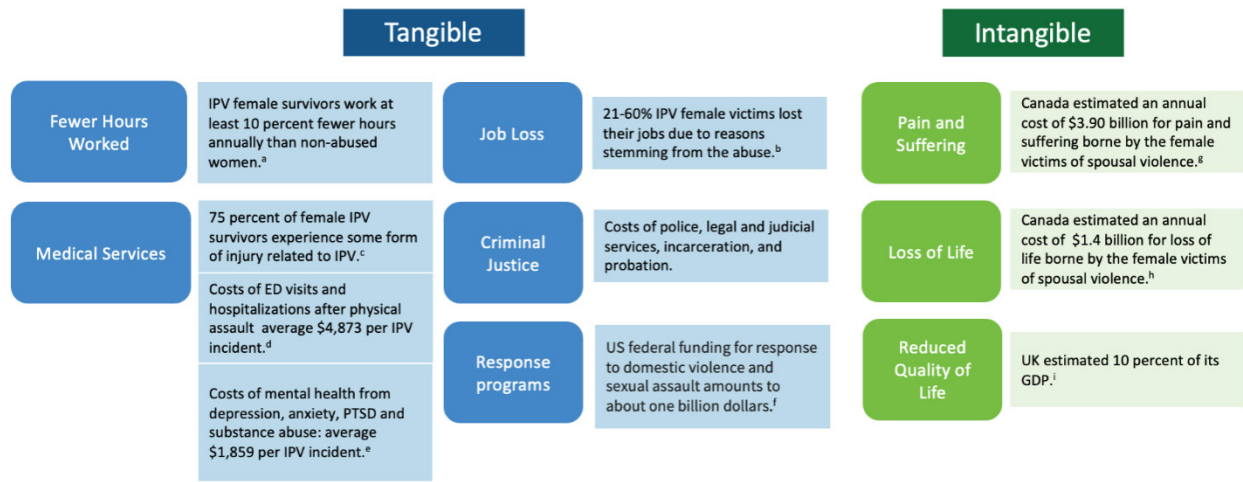 Tangible
Intangible
Fewer Hours
Worked
IPV female survivors work at
least 10 percent fewer hours
annually than non-abused
women.ᵃ
Job Loss
21-60% IPV female victims lost
their jobs due to reasons
stemming from the abuse.ᵇ
Pain and
Suffering
Canada estimated an annual
cost of $3.90 billion for pain and
suffering borne by the female
victims of spousal violence.ᵍ
Medical Services
75 percent of female IPV
survivors experience some form
of injury related to IPV.ᶜ
Costs of ED visits and
hospitalizations after physical
assault average $4,873 per IPV
incident.ᵈ
Costs of mental health from
depression, anxiety, PTSD and
substance abuse: average
$1,859 per IPV incident.ᵉ
Criminal
Justice
Costs of police, legal and judicial
services, incarceration, and
probation.
Loss of Life
Canada estimated an annual
cost of $1.4 billion for loss of
life borne by the female victims
of spousal violence.ʰ
Response
programs
US federal funding for response
to domestic violence and
sexual assault amounts to
about one billion dollars.ᶠ
Reduced
Quality of
Life
UK estimated 10 percent of its
GDP.ⁱ